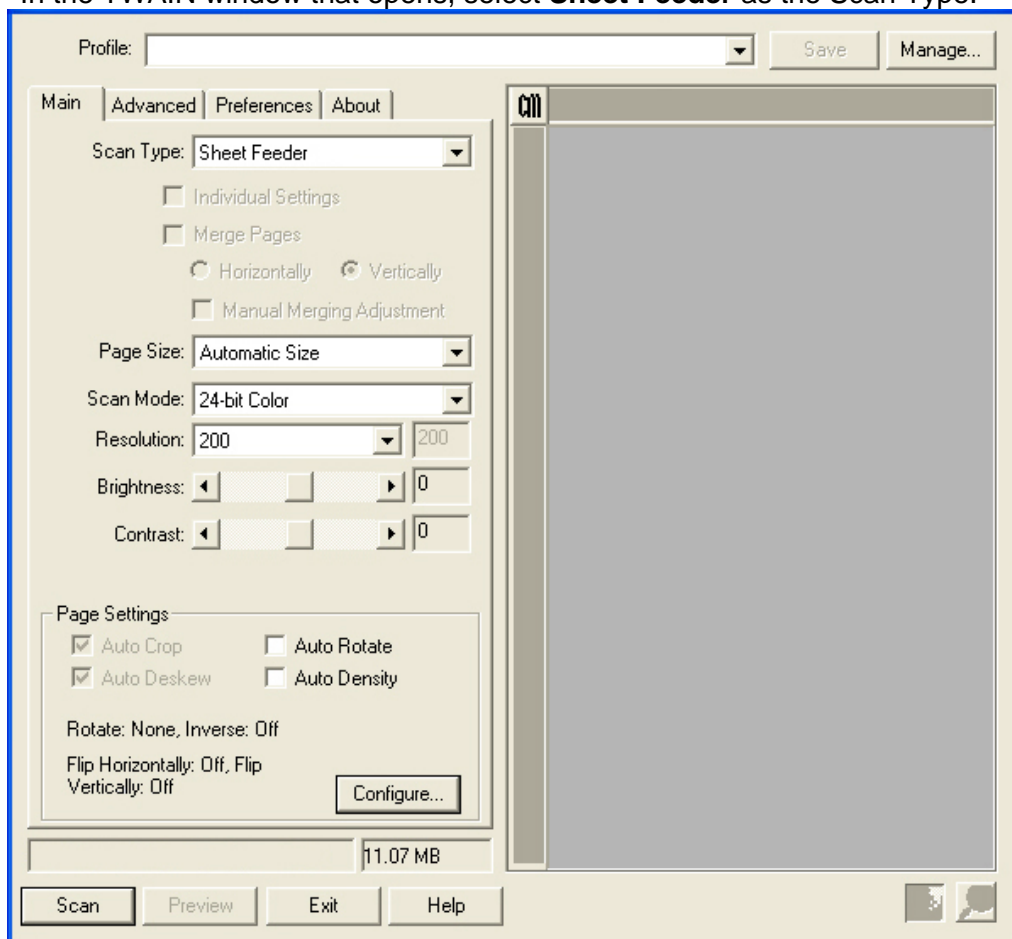 In the TWAIN window that opens, select Sheet Feeder as the Scan Type.
Profile: Save Manage...
Main Advanced Preferences About
Scan Type: Sheet Feeder
Individual Settings
Merge Pages
Horizontally Vertically
Manual Merging Adjustment
Page Size: Automatic Size
Scan Mode: 24-bit Color
Resolution: 200 200
Brightness: 0
Contrast: 0
Page Settings
Auto Crop Auto Rotate
Auto Deskew Auto Density
Rotate: None, Inverse: Off
Flip Horizontally: Off, Flip
Vertically: Off
Configure...
11.07 MB
Scan Preview Exit Help